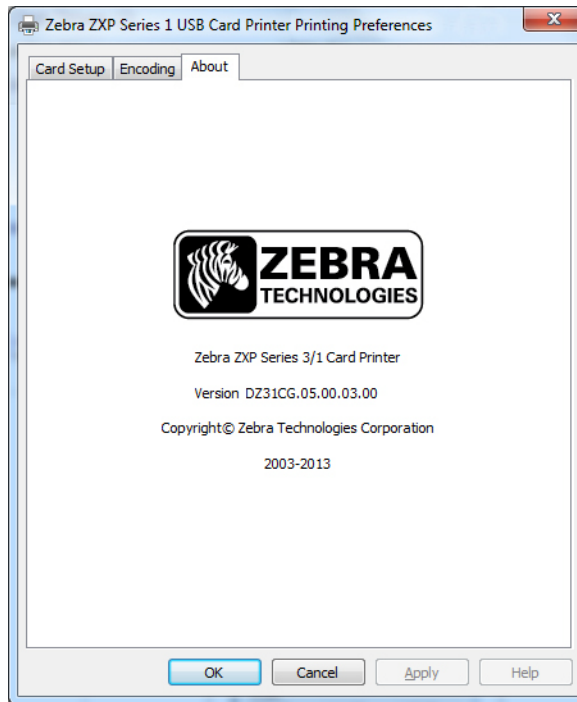 Zebra ZXP Series 1 USB Card Printer Printing Preferences
Card Setup Encoding About
ZEBRA
TECHNOLOGIES
Zebra ZXP Series 3/1 Card Printer
Version DZ31CG.05.00.03.00
Copyright© Zebra Technologies Corporation
2003-2013
OK Cancel Apply Help